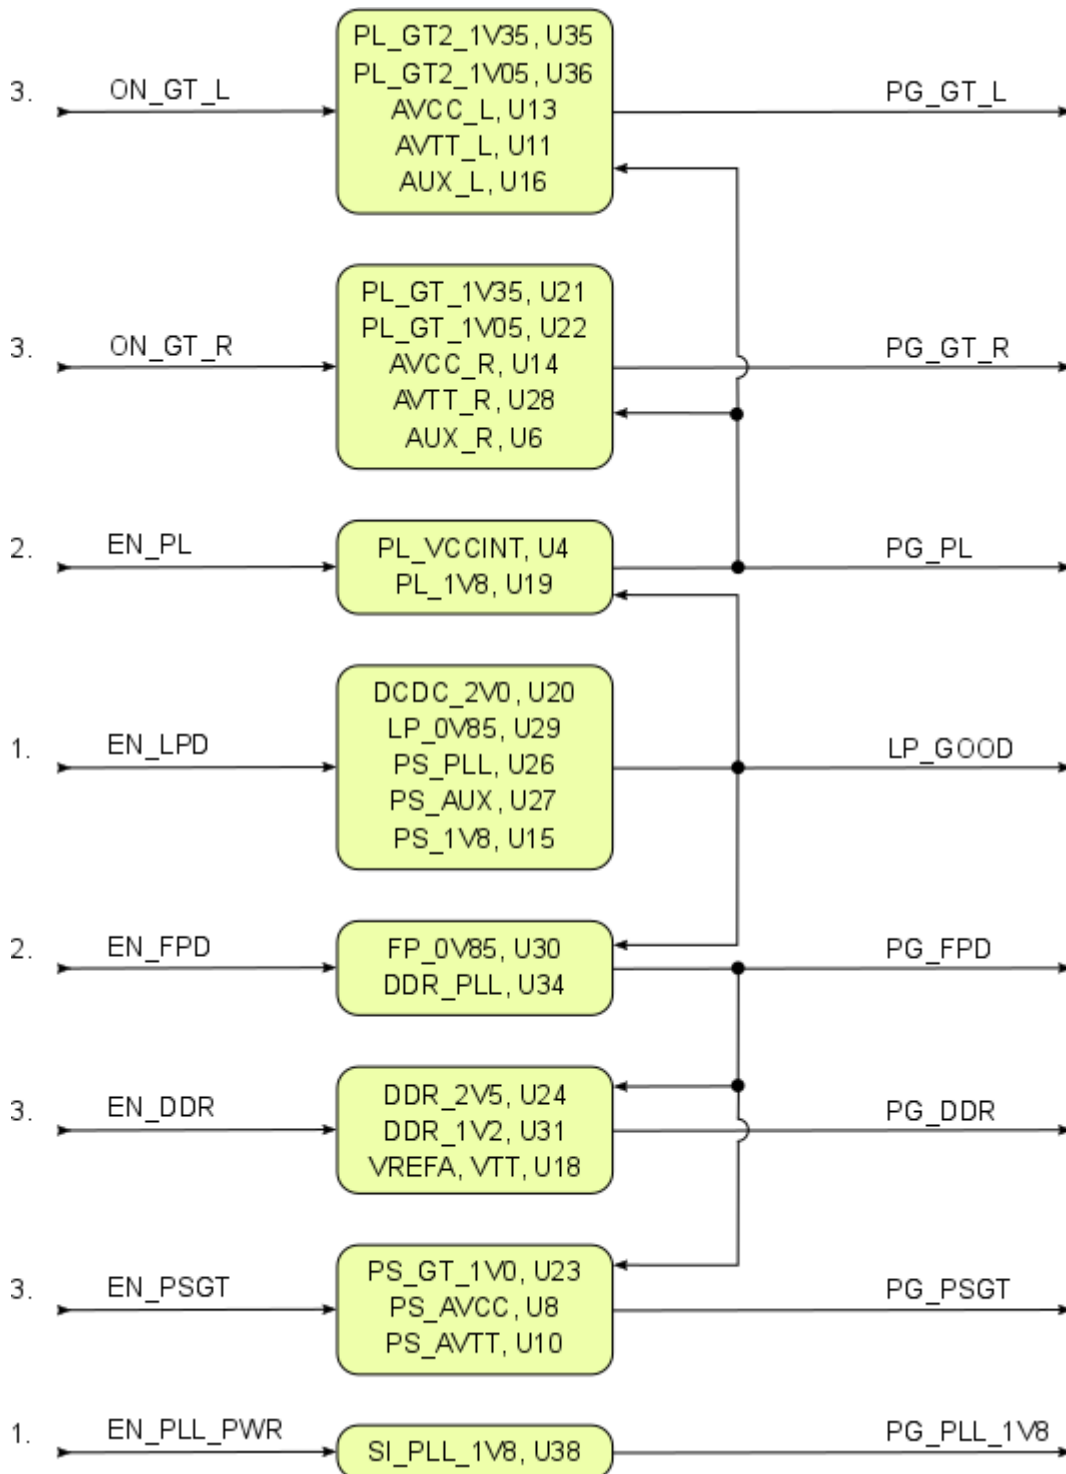 PL_GT2_1V35, U35
PL_GT2_1V05, U36
3. ON_GT_L AVCC_L, U13 PG_GT_L
AVTT_L, U11
AUX_L, U16
PL_GT_1V35, U21
PL_GT_1V05, U22
3. ON_GT_R AVCC_R, U14 PG_GT_R
AVTT_R, U28
AUX_R, U6
2. EN_PL PL_VCCINT, U4 PG_PL
PL_1V8, U19
DCDC_2V0, U20
LP_0V85, U29
1. EN_LPD PS_PLL, U26 LP_GOOD
PS_AUX, U27
PS_1V8, U15
2. EN_FPD FP_0V85, U30 PG_FPD
DDR_PLL, U34
DDR_2V5, U24
3. EN_DDR DDR_1V2, U31 PG_DDR
VREFA, VTT, U18
PS_GT_1V0, U23
3. EN_PSGT PS_AVCC, U8 PG_PSGT
PS_AVTT, U10
1. EN_PLL_PWR SI_PLL_1V8, U38 PG_PLL_1V8